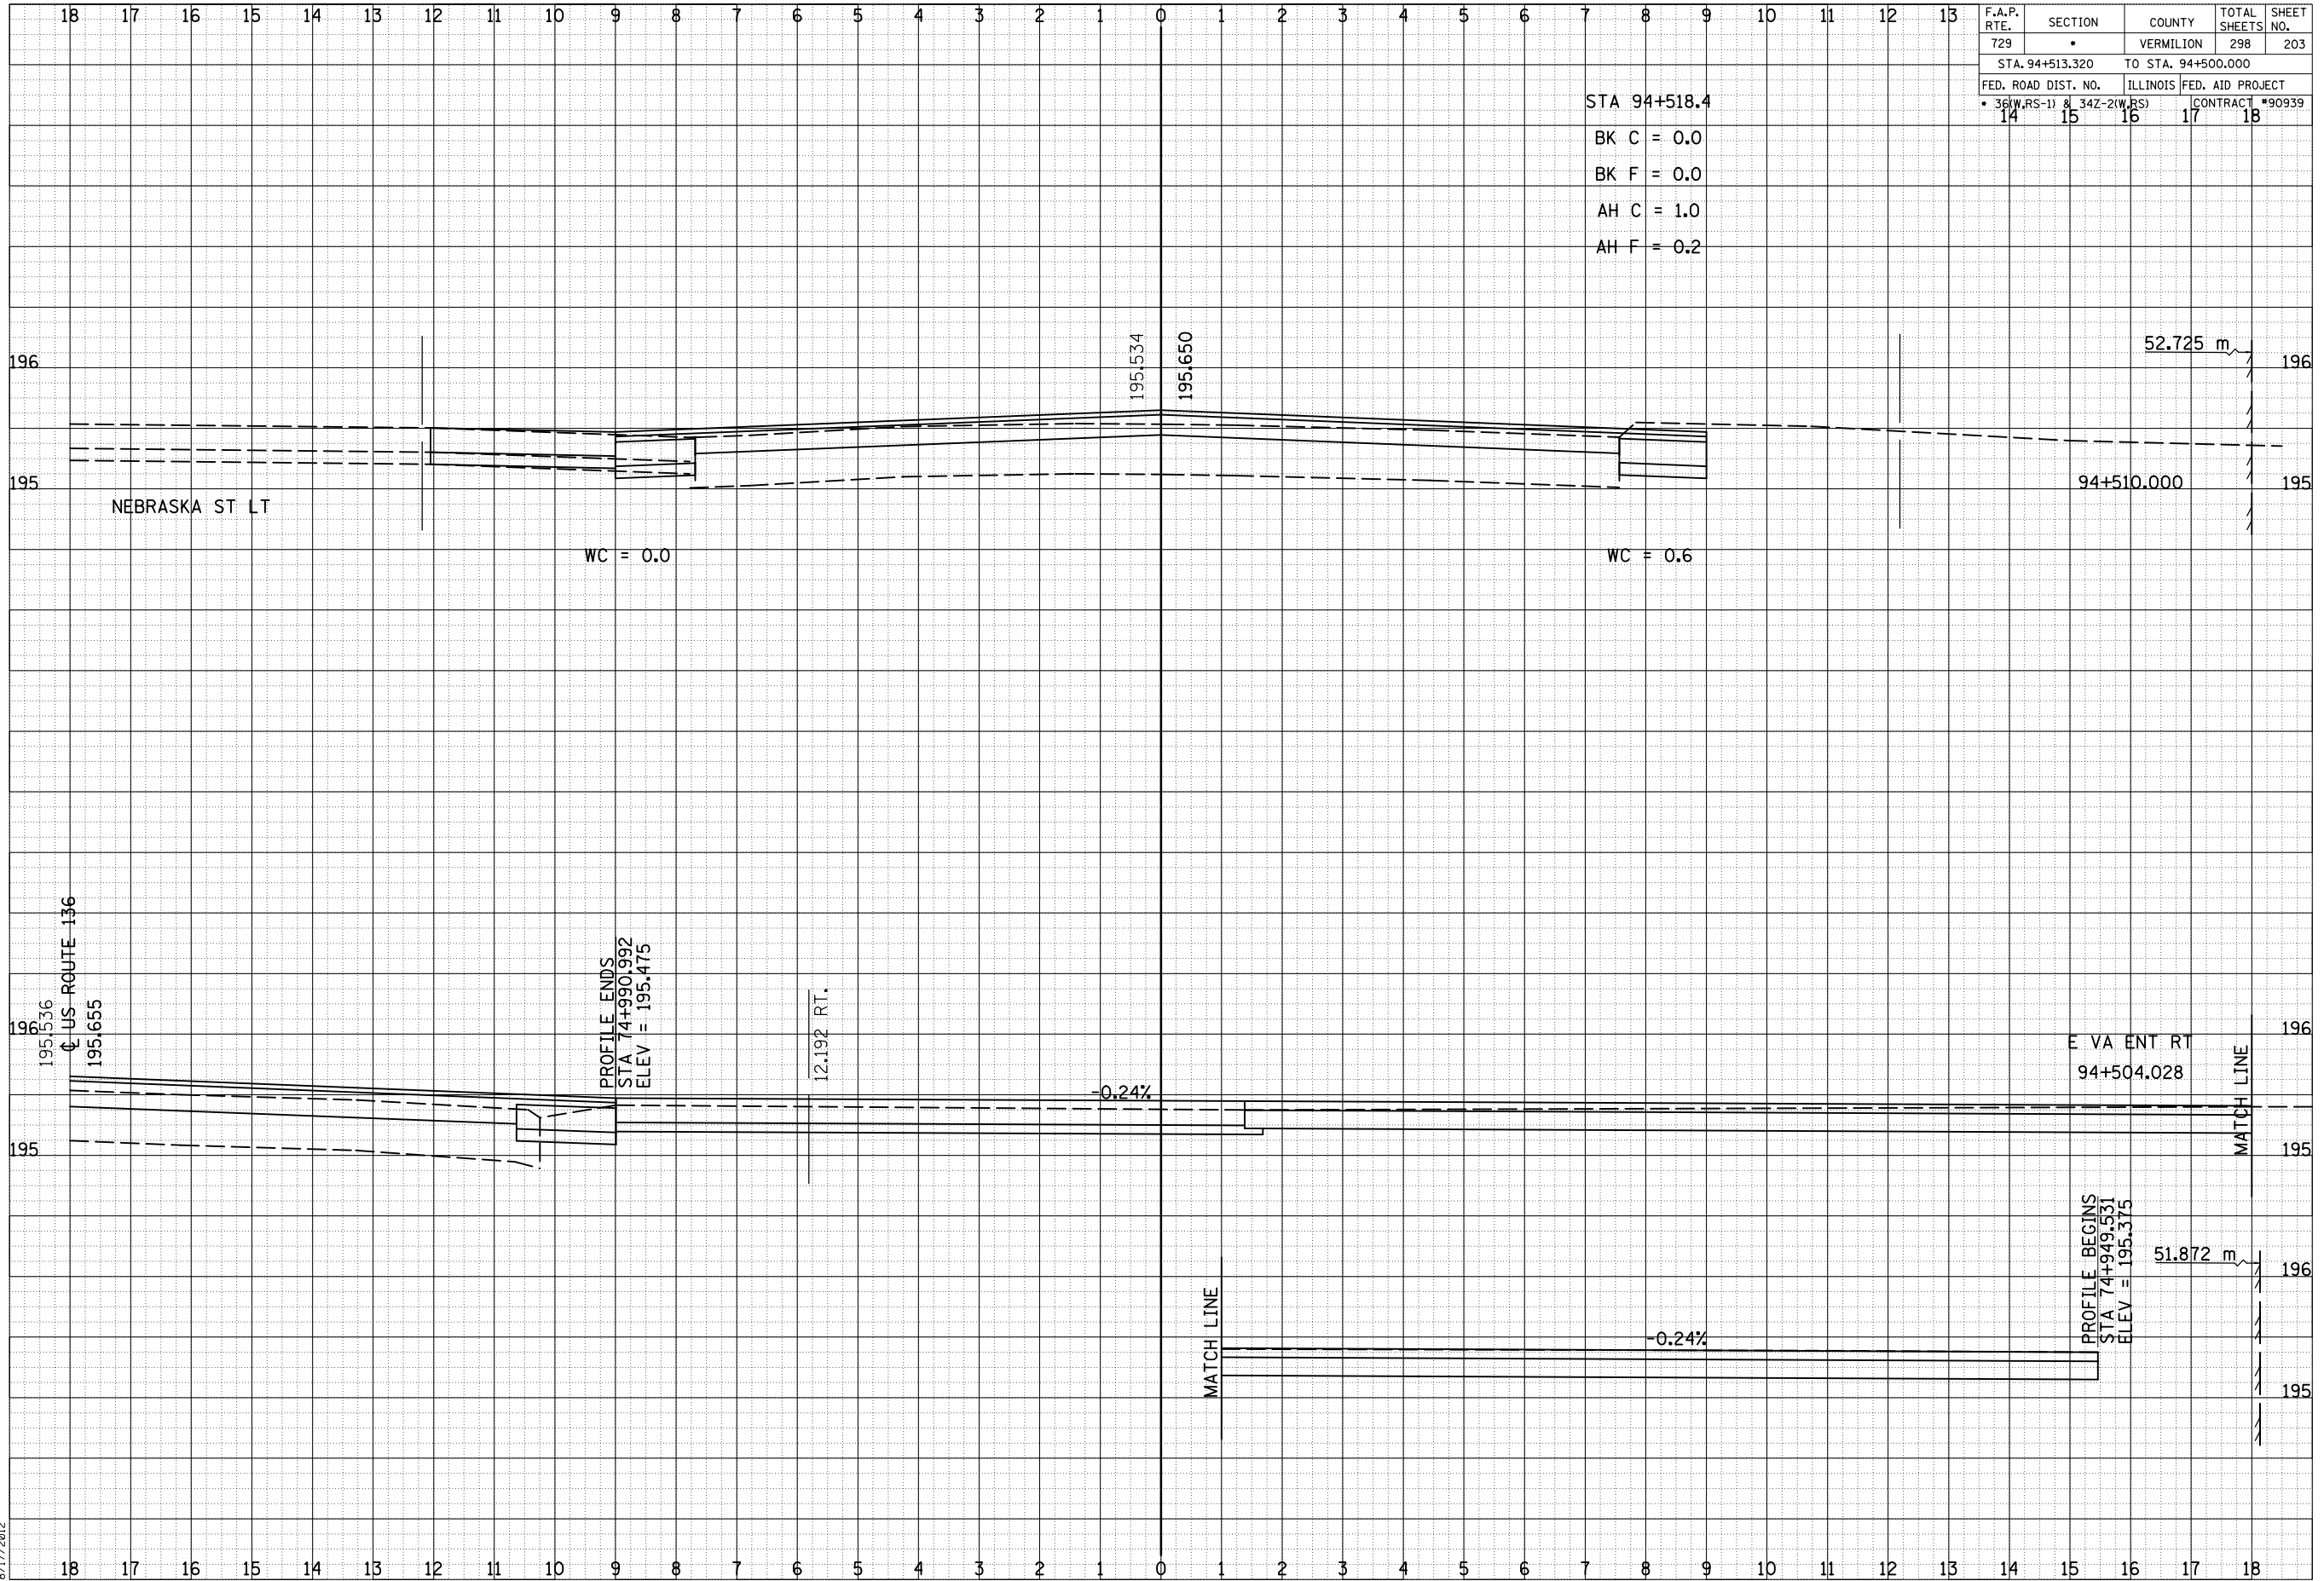 18 17 16 15 14 13 12 11 10 9 8 7 6 5 4 3 2 1 0 1 2 3 4 5 6 7 8 9 10 11 12 13
F.A.P. RTE. SECTION COUNTY TOTAL SHEETS SHEET NO.
729 • VERMILION 298 203
STA. 94+513.320 TO STA. 94+500.000
FED. ROAD DIST. NO. ILLINOIS FED. AID PROJECT
• 36(W,RS-1) & 34Z-2(W,RS) CONTRACT #90939
14 15 16 17 18
STA 94+518.4
BK C = 0.0
BK F = 0.0
AH C = 1.0
AH F = 0.2
195.534
195.650
52.725 m
196 196
195 195
94+510.000
NEBRASKA ST LT
WC = 0.0
WC = 0.6
195.536
℄ US ROUTE 136
195.655
PROFILE ENDS
STA 74+990.992
ELEV = 195.475
12.192 RT.
196 196
E VA ENT RT
94+504.028
MATCH LINE
-0.24%
195 195
PROFILE BEGINS
STA 74+949.531
ELEV = 195.375
51.872 m
196
MATCH LINE
-0.24%
195
8/17/2012
18 17 16 15 14 13 12 11 10 9 8 7 6 5 4 3 2 1 0 1 2 3 4 5 6 7 8 9 10 11 12 13 14 15 16 17 18